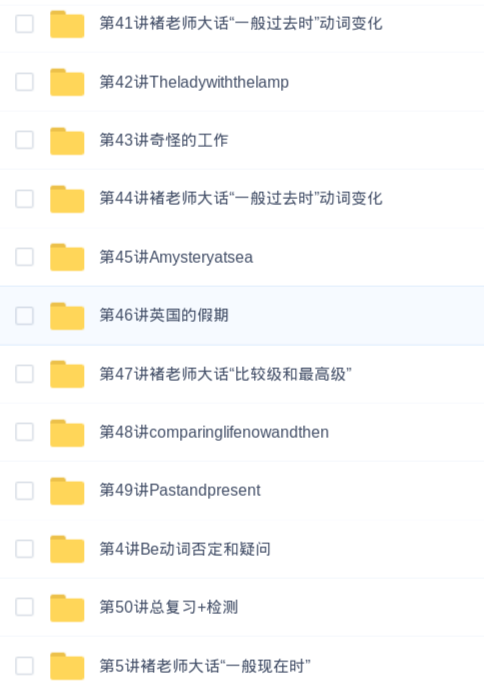 第41讲褚老师大话“一般过去时”动词变化
第42讲Theladywiththelamp
第43讲奇怪的工作
第44讲褚老师大话“一般过去时”动词变化
第45讲Amysteryatsea
第46讲英国的假期
第47讲褚老师大话“比较级和最高级”
第48讲comparinglifenowandthen
第49讲Pastandpresent
第4讲Be动词否定和疑问
第50讲总复习+检测
第5讲褚老师大话“一般现在时”